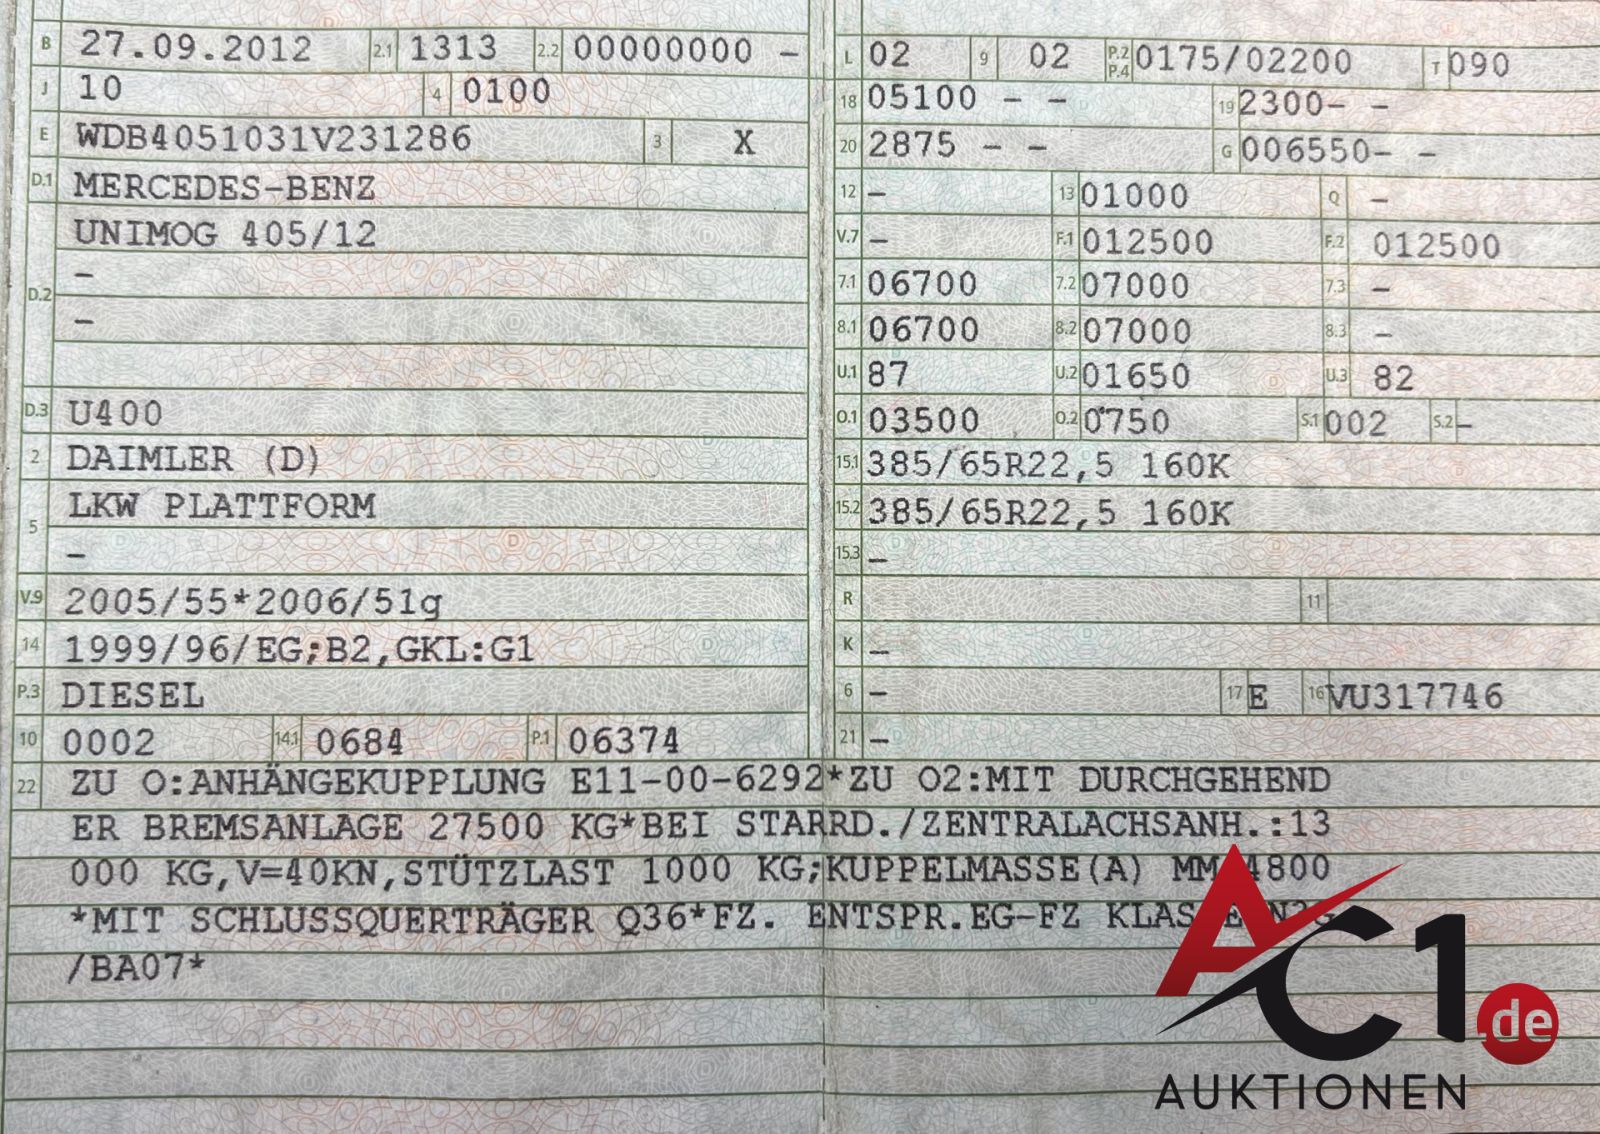 B 27.09.2012 2.1 1313 2.2 00000000 –
J 10 4 0100
E WDB4051031V231286 3 X
D.1 MERCEDES-BENZ
UNIMOG 405/12
D.2 –
–
D.3 U400
2 DAIMLER (D)
5 LKW PLATTFORM
–
V.9 2005/55*2006/51g
14 1999/96/EG;B2,GKL:G1
P.3 DIESEL
10 0002 14.1 0684 P.1 06374
L 02 9 02 P.2 P.4 0175/02200 T 090
18 05100 – – 19 2300– –
20 2875 – – G 006550– –
12 – 13 01000 Q –
V.7 – F.1 012500 F.2 012500
7.1 06700 7.2 07000 7.3 –
8.1 06700 8.2 07000 8.3 –
U.1 87 U.2 01650 U.3 82
O.1 03500 O.2 0750 S.1 002 S.2 –
15.1 385/65R22,5 160K
15.2 385/65R22,5 160K
15.3 –
R 11
K –
6 – 17 E 16 VU317746
21 –
22 ZU O:ANHÄNGEKUPPLUNG E11-00-6292*ZU O2:MIT DURCHGEHEND
ER BREMSANLAGE 27500 KG*BEI STARRD./ZENTRALACHSANH.:13
000 KG,V=40KN,STÜTZLAST 1000 KG;KUPPELMASSE(A) MM 4800
*MIT SCHLUSSQUERTRÄGER Q36*FZ. ENTSPR.EG-FZ KLASSE N3G
/BA07*
AC1.de
AUKTIONEN